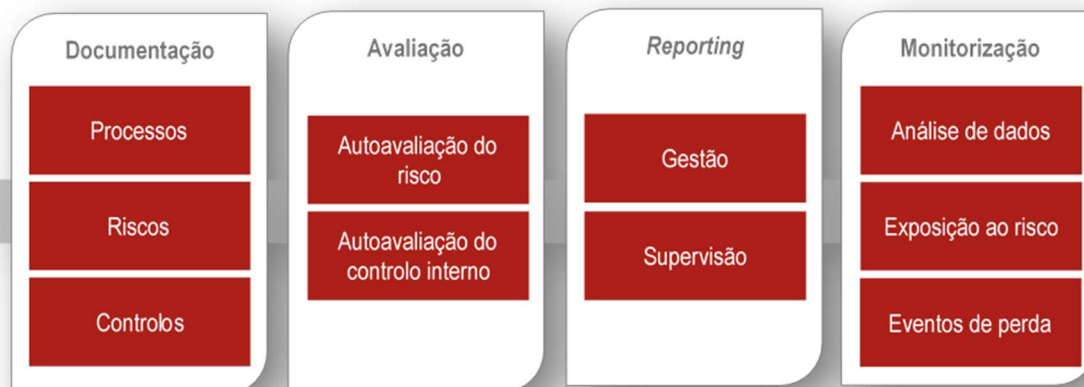 Documentação
Processos
Riscos
Controlos
Avaliação
Autoavaliação do
risco
Autoavaliação do
controlo interno
Reporting
Gestão
Supervisão
Monitorização
Análise de dados
Exposição ao risco
Eventos de perda